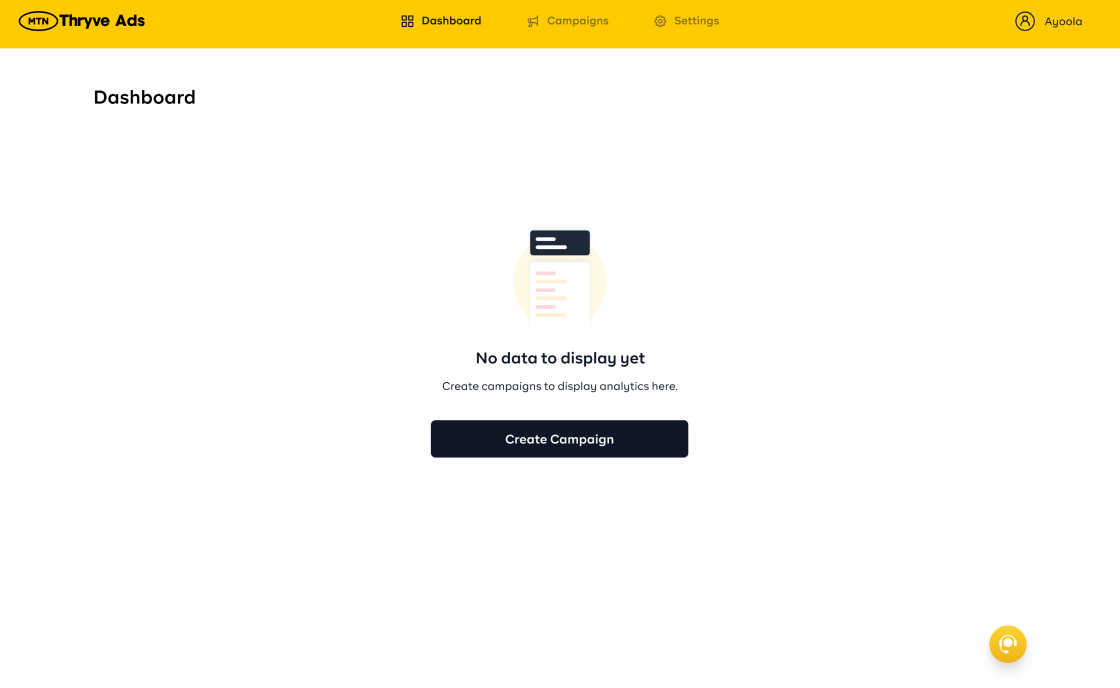 MTN Thryve Ads
Dashboard
Campaigns
Settings
Ayoola
Dashboard
No data to display yet
Create campaigns to display analytics here.
Create Campaign